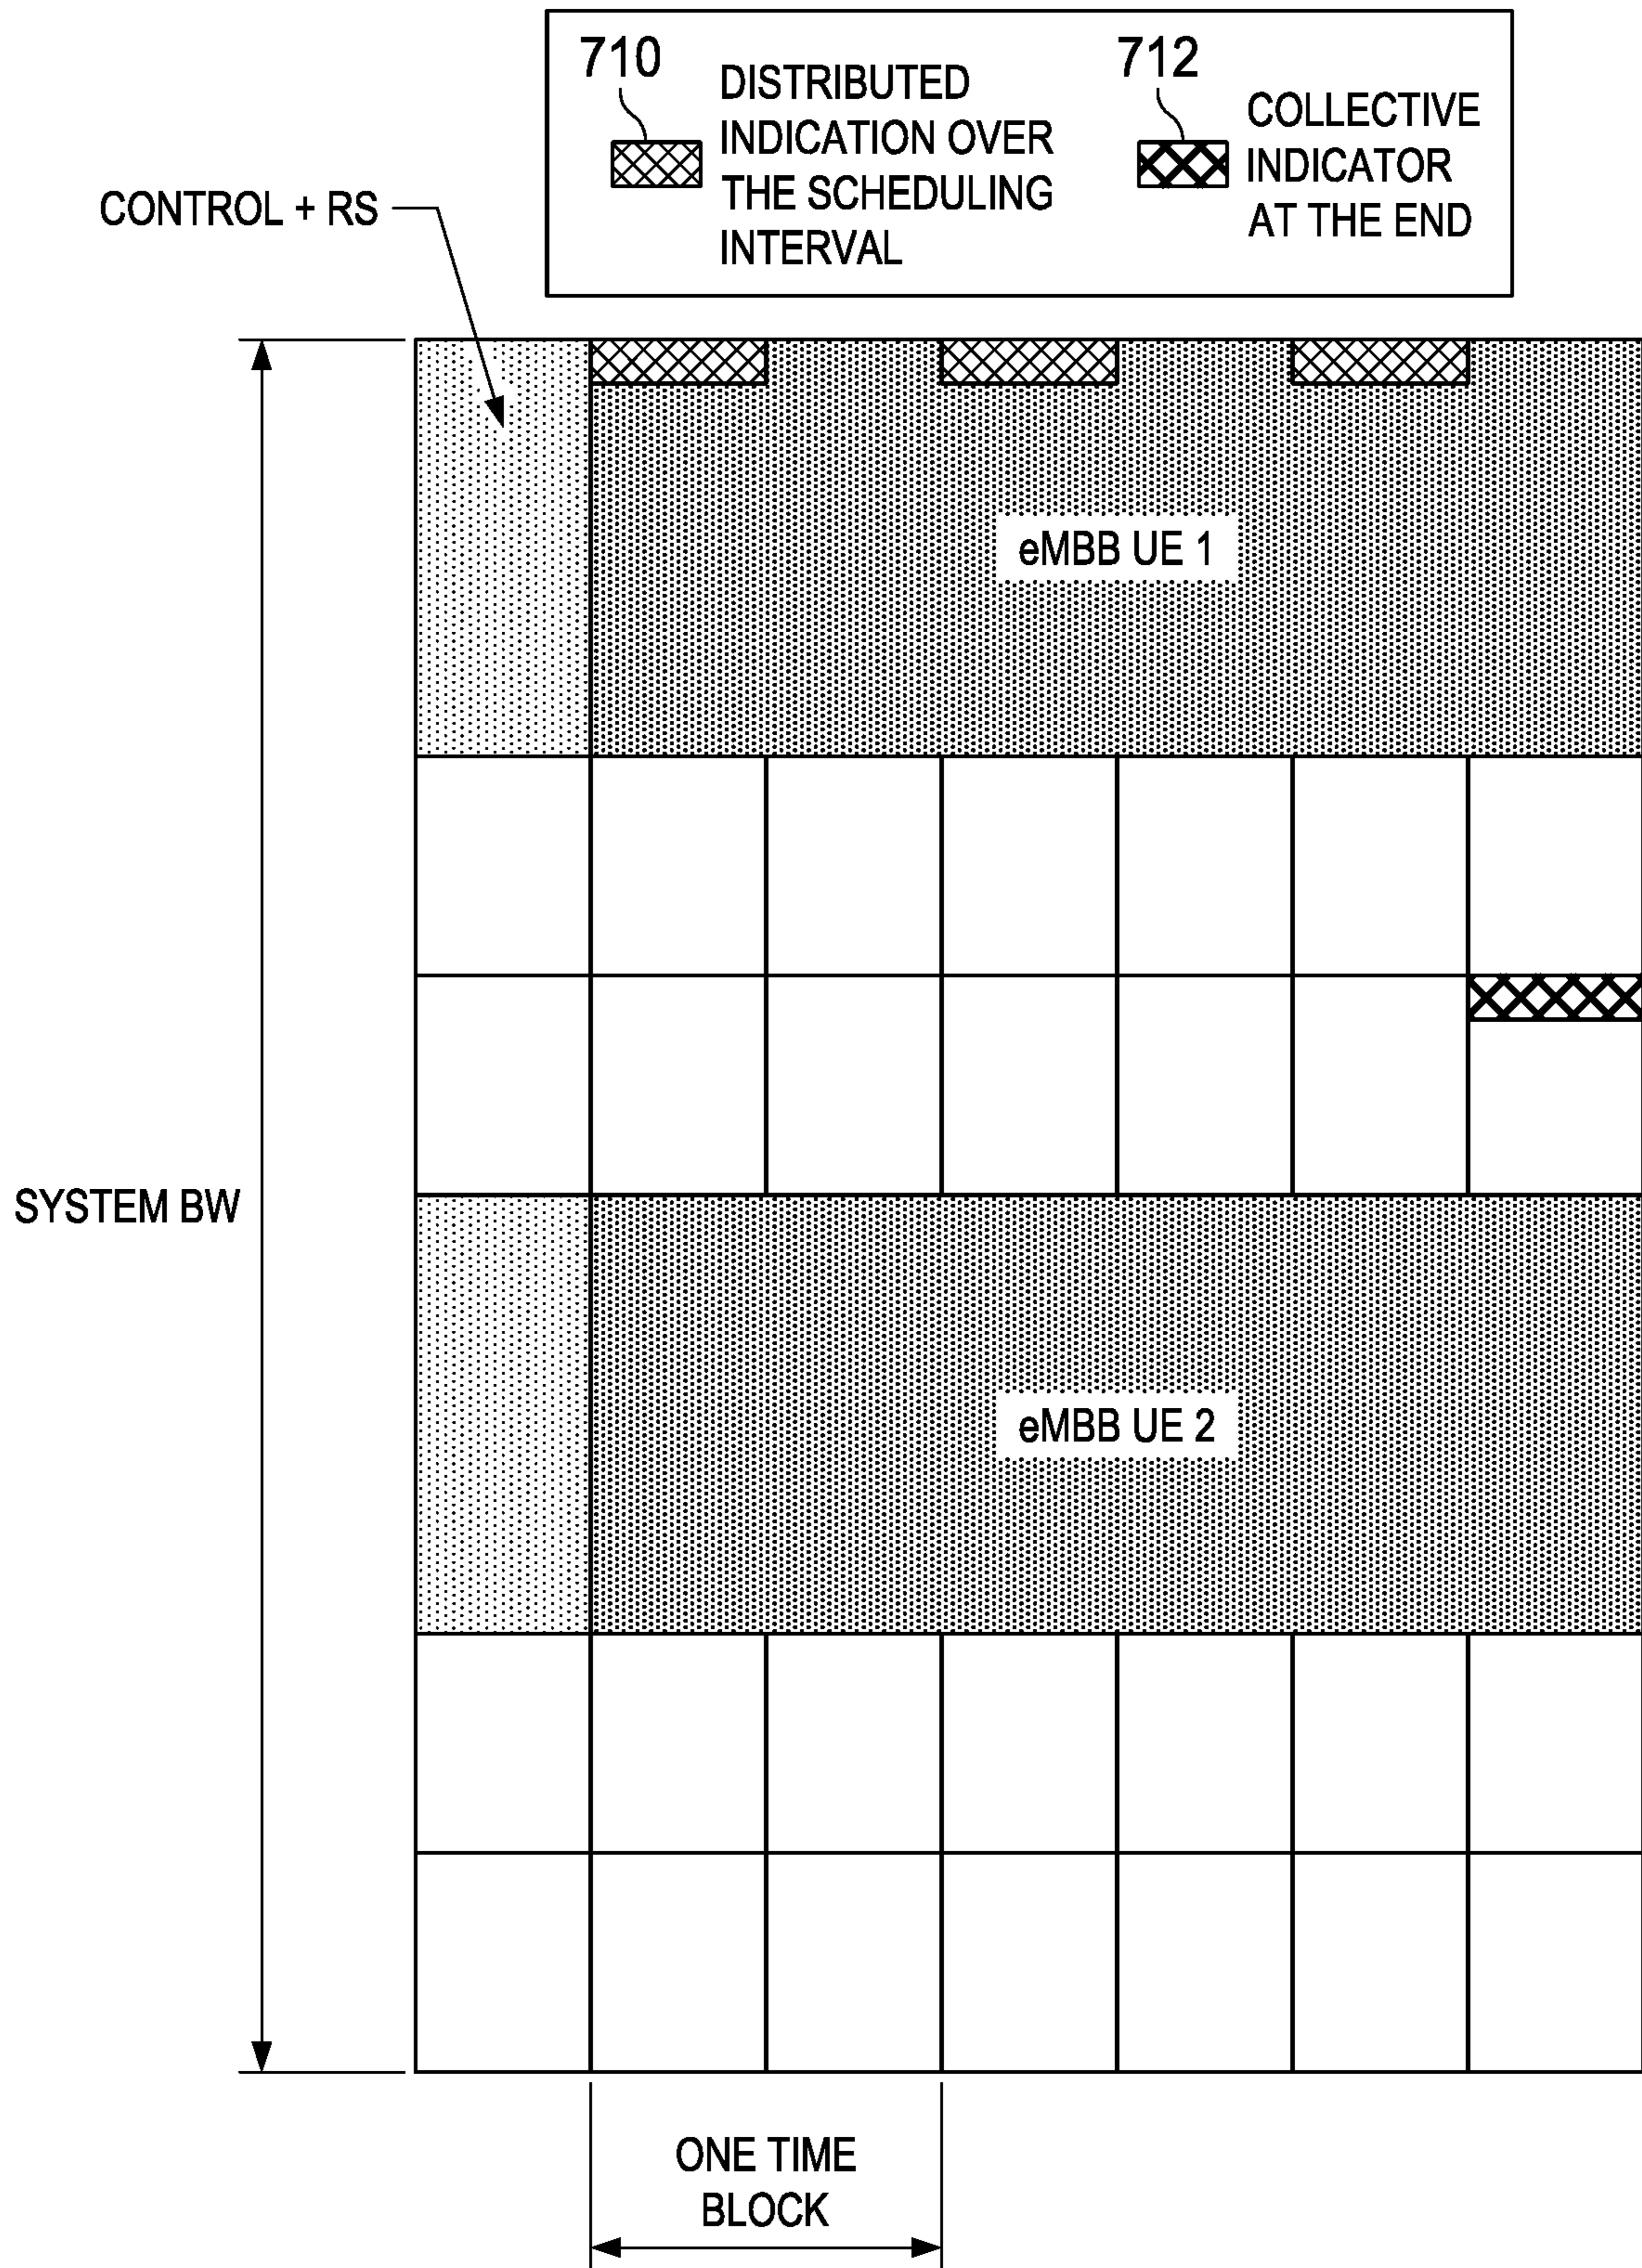 710
DISTRIBUTED
INDICATION OVER
THE SCHEDULING
INTERVAL
712
COLLECTIVE
INDICATOR
AT THE END
CONTROL + RS
eMBB UE 1
SYSTEM BW
eMBB UE 2
ONE TIME
BLOCK